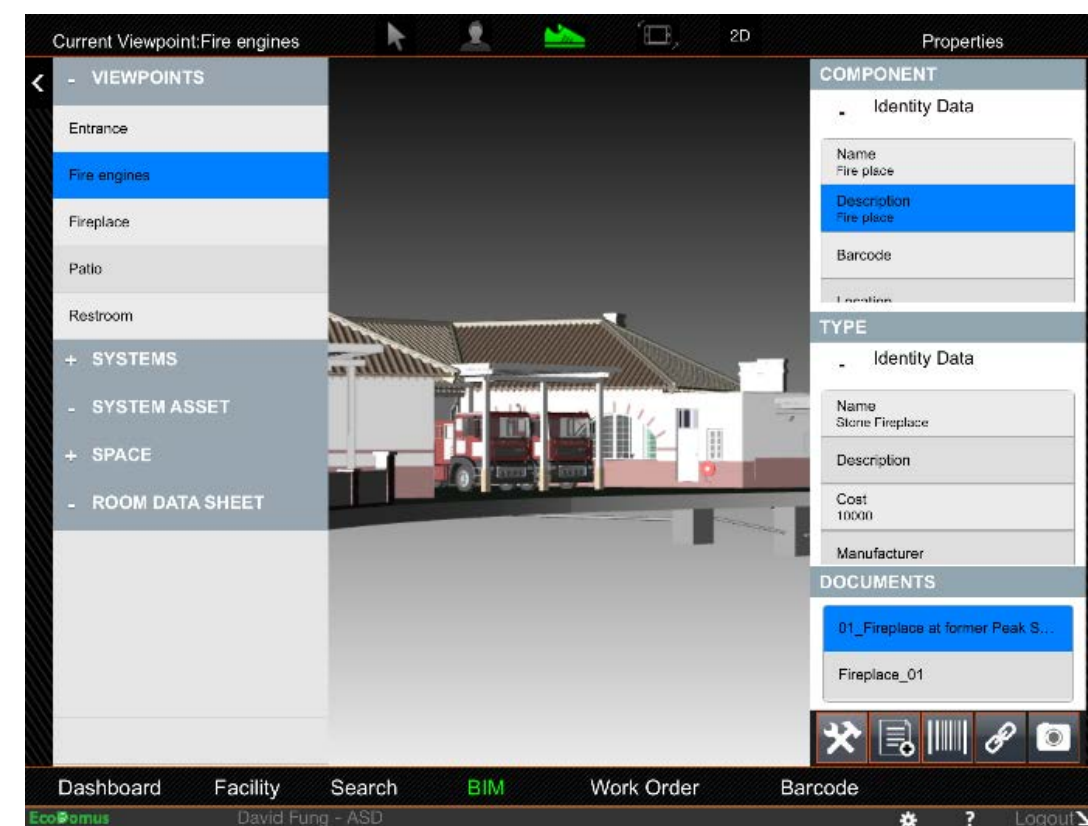 Current Viewpoint:Fire engines
2D
Properties
- VIEWPOINTS
Entrance
Fire engines
Fireplace
Patio
Restroom
+ SYSTEMS
- SYSTEM ASSET
+ SPACE
- ROOM DATA SHEET
COMPONENT
- Identity Data
Name
Fire place
Description
Fire place
Barcode
Location
TYPE
- Identity Data
Name
Stone Fireplace
Description
Cost
10000
Manufacturer
DOCUMENTS
01_Fireplace at former Peak S...
Fireplace_01
Dashboard Facility Search BIM Work Order Barcode
EcoDomus David Fung - ASD ? Logout